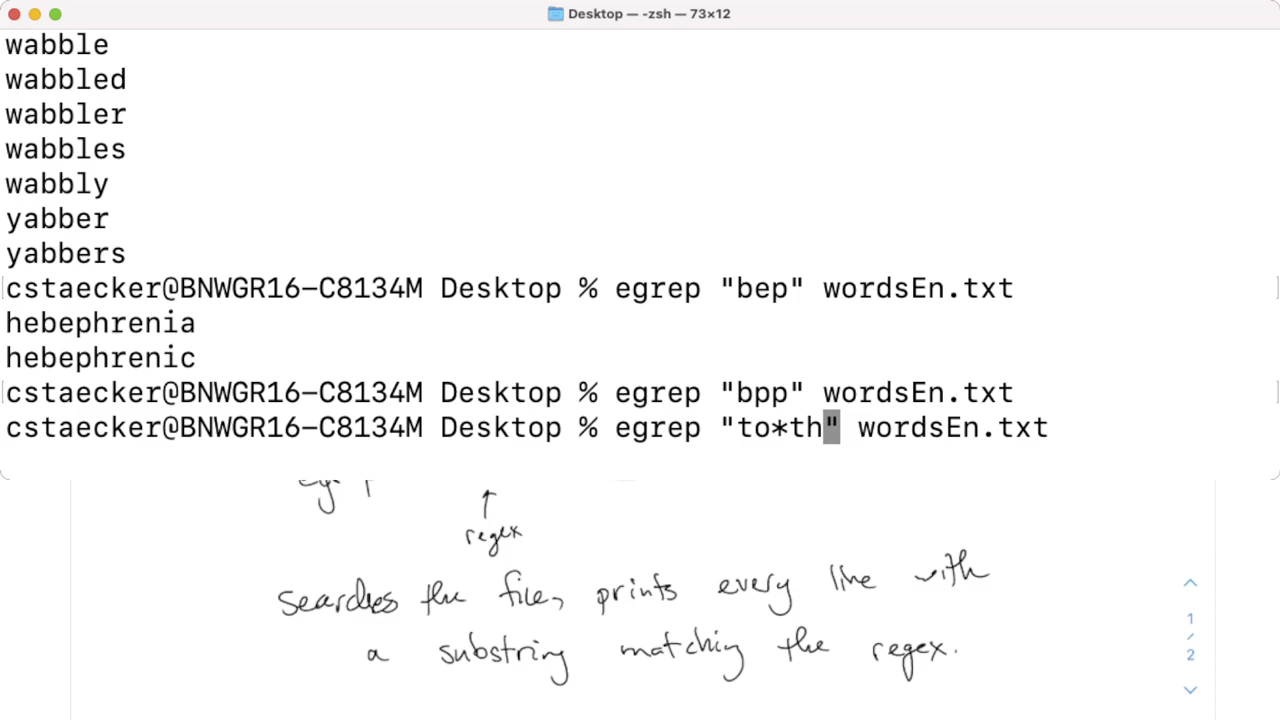 Desktop — -zsh — 73×12
wabble
wabbled
wabbler
wabbles
wabbly
yabber
yabbers
cstaecker@BNWGR16-C8134M Desktop % egrep "bep" wordsEn.txt
hebephrenia
hebephrenic
cstaecker@BNWGR16-C8134M Desktop % egrep "bpp" wordsEn.txt
cstaecker@BNWGR16-C8134M Desktop % egrep "to*th" wordsEn.txt
regex
searches the file, prints every line with
a substring matching the regex.
1
/
2